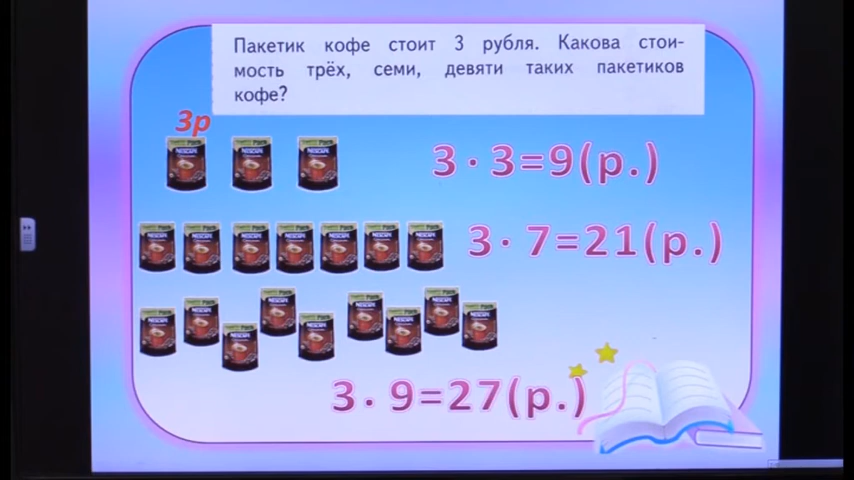 Пакетик кофе стоит 3 рубля. Какова стои-
мость трёх, семи, девяти таких пакетиков
кофе?
3р
3 · 3=9(р.)
3 · 7=21(р.)
3 · 9=27(р.)